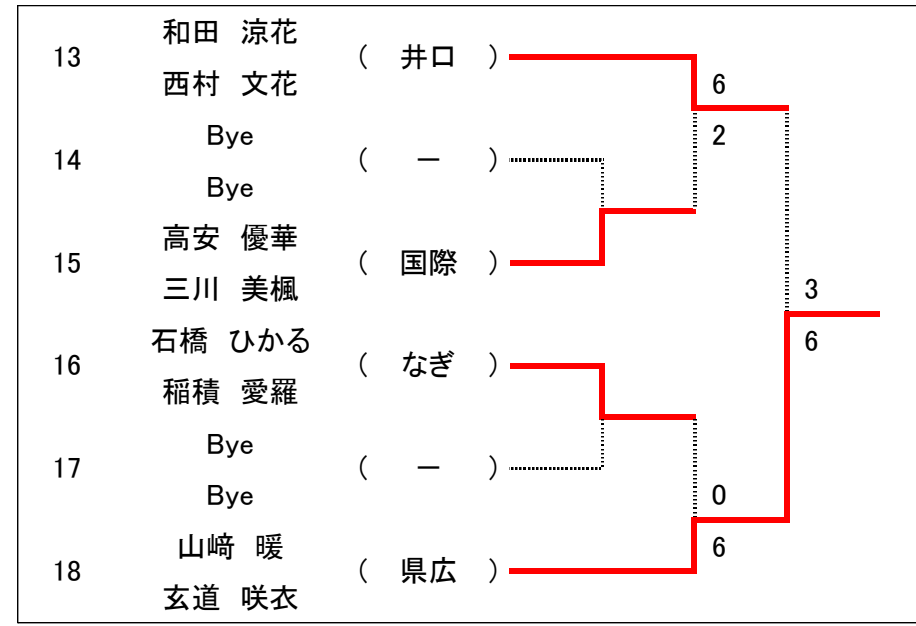 和田 涼花
13 ( 井口 )
西村 文花
6
Bye
2
14 ( － )
Bye
高安 優華
15 ( 国際 )
三川 美楓
3
石橋 ひかる
6
16 ( なぎ )
稲積 愛羅
Bye
17 ( － )
Bye
0
山﨑 暖
6
18 ( 県広 )
玄道 咲衣